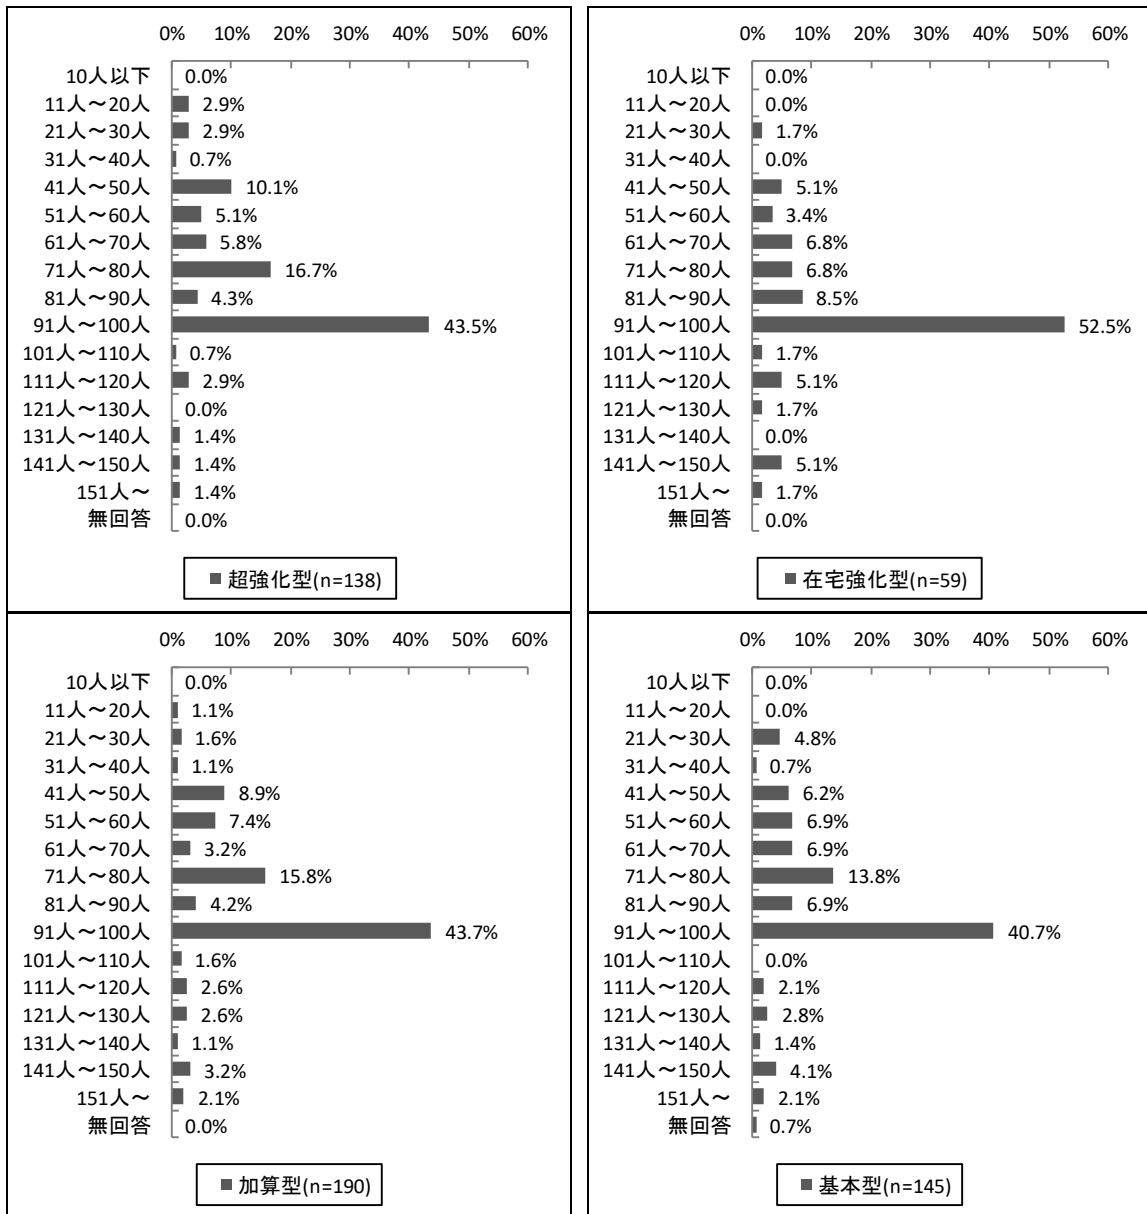 0% 10% 20% 30% 40% 50% 60%
10人以下 0.0%
11人～20人 2.9%
21人～30人 2.9%
31人～40人 0.7%
41人～50人 10.1%
51人～60人 5.1%
61人～70人 5.8%
71人～80人 16.7%
81人～90人 4.3%
91人～100人 43.5%
101人～110人 0.7%
111人～120人 2.9%
121人～130人 0.0%
131人～140人 1.4%
141人～150人 1.4%
151人～ 1.4%
無回答 0.0%
超強化型(n=138)
0% 10% 20% 30% 40% 50% 60%
10人以下 0.0%
11人～20人 0.0%
21人～30人 1.7%
31人～40人 0.0%
41人～50人 5.1%
51人～60人 3.4%
61人～70人 6.8%
71人～80人 6.8%
81人～90人 8.5%
91人～100人 52.5%
101人～110人 1.7%
111人～120人 5.1%
121人～130人 1.7%
131人～140人 0.0%
141人～150人 5.1%
151人～ 1.7%
無回答 0.0%
在宅強化型(n=59)
0% 10% 20% 30% 40% 50% 60%
10人以下 0.0%
11人～20人 1.1%
21人～30人 1.6%
31人～40人 1.1%
41人～50人 8.9%
51人～60人 7.4%
61人～70人 3.2%
71人～80人 15.8%
81人～90人 4.2%
91人～100人 43.7%
101人～110人 1.6%
111人～120人 2.6%
121人～130人 2.6%
131人～140人 1.1%
141人～150人 3.2%
151人～ 2.1%
無回答 0.0%
加算型(n=190)
0% 10% 20% 30% 40% 50% 60%
10人以下 0.0%
11人～20人 0.0%
21人～30人 4.8%
31人～40人 0.7%
41人～50人 6.2%
51人～60人 6.9%
61人～70人 6.9%
71人～80人 13.8%
81人～90人 6.9%
91人～100人 40.7%
101人～110人 0.0%
111人～120人 2.1%
121人～130人 2.8%
131人～140人 1.4%
141人～150人 4.1%
151人～ 2.1%
無回答 0.7%
基本型(n=145)